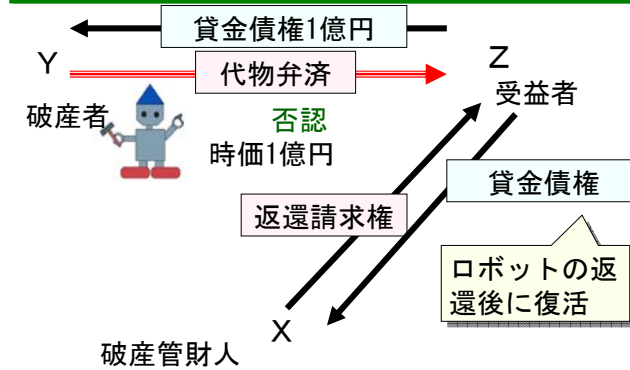 貸金債権1億円
Y
代物弁済
Z
破産者
否認
受益者
時価1億円
貸金債権
返還請求権
ロボットの返
還後に復活
X
破産管財人